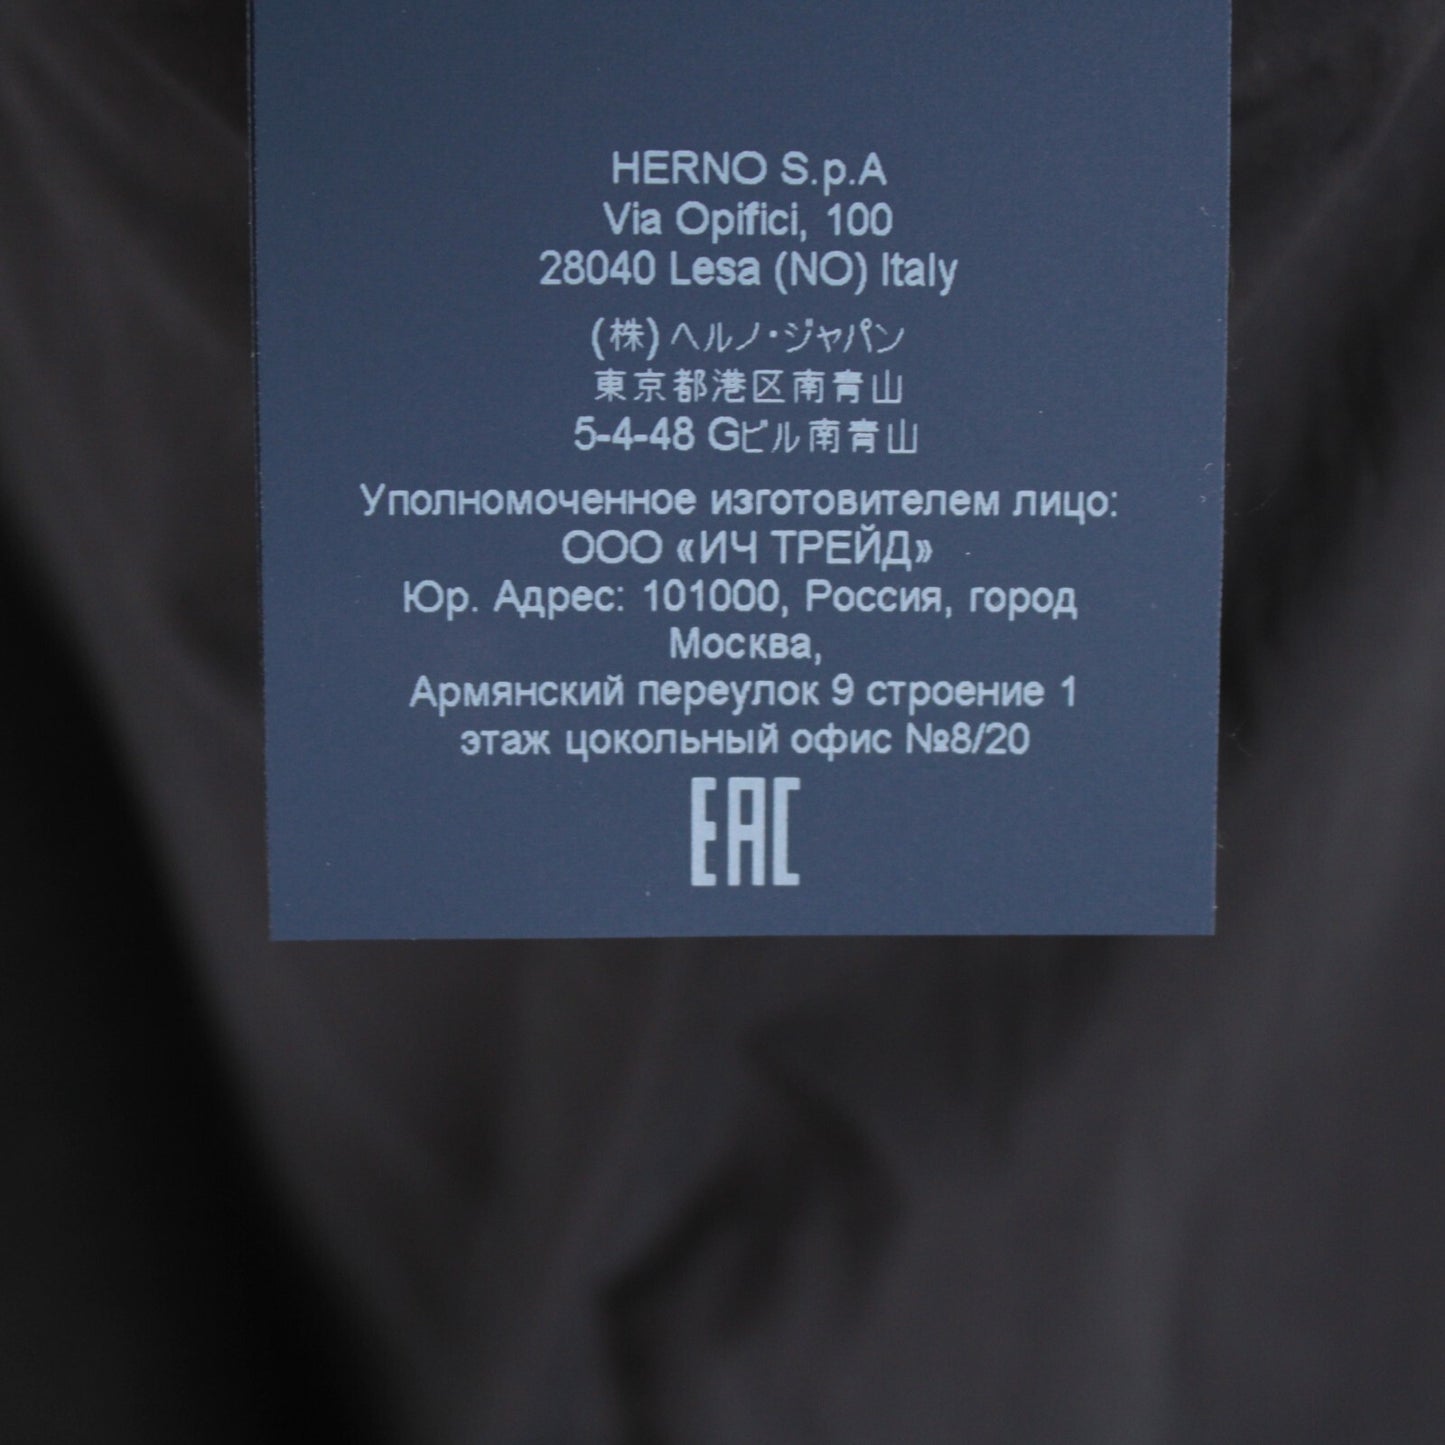 HERNO S.p.A
Via Opifici, 100
28040 Lesa (NO) Italy
(株)ヘルノ・ジャパン
東京都港区南青山
5-4-48 Gビル南青山
Уполномоченное изготовителем лицо:
ООО «ИЧ ТРЕЙД»
Юр. Адрес: 101000, Россия, город
Москва,
Армянский переулок 9 строение 1
этаж цокольный офис №8/20
EAC